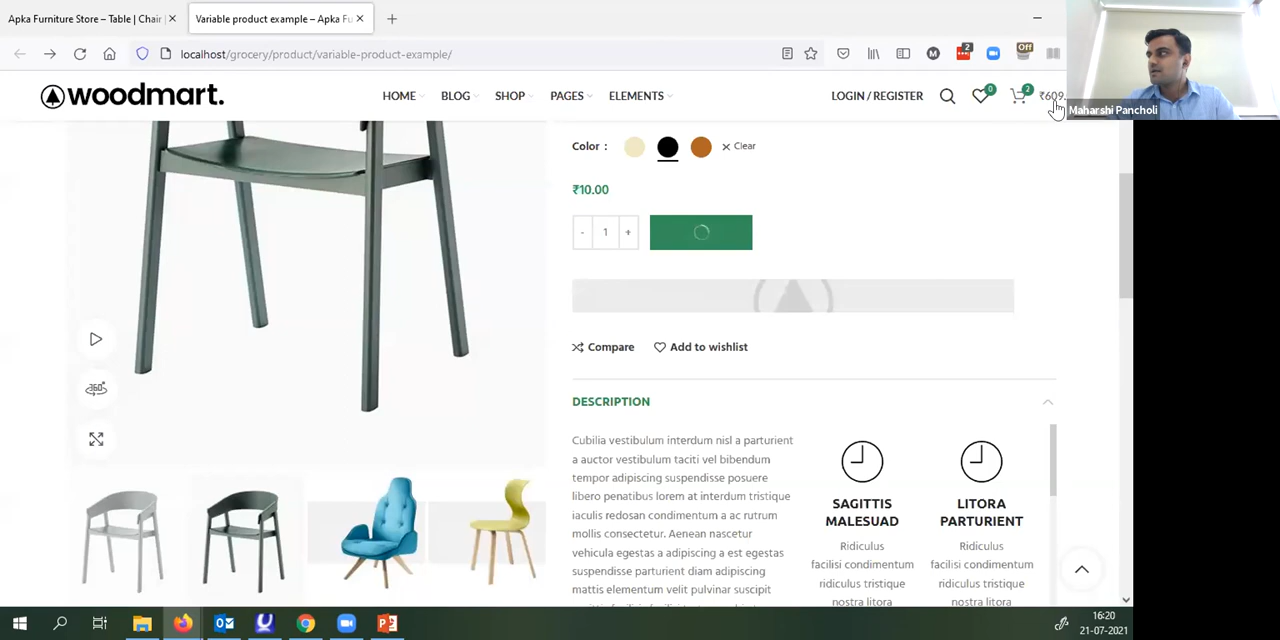 Apka Furniture Store – Table | Chair
Variable product example – Apka Fu
localhost/grocery/product/variable-product-example/
M
2
Off
woodmart.
HOME
BLOG
SHOP
PAGES
ELEMENTS
LOGIN / REGISTER
0
2
₹609.
Maharshi Pancholi
Color :
Clear
₹10.00
- 1 +
360°
Compare
Add to wishlist
DESCRIPTION
Cubilia vestibulum interdum nisl a parturient
a auctor vestibulum taciti vel bibendum
tempor adipiscing suspendisse posuere
libero penatibus lorem at interdum tristique
iaculis redosan condimentum a ac rutrum
mollis consectetur. Aenean nascetur
vehicula egestas a adipiscing a est egestas
suspendisse parturient diam adipiscing
mattis elementum velit pulvinar suscipit
SAGITTIS
MALESUAD
Ridiculus
facilisi condimentum
ridiculus tristique
nostra litora
LITORA
PARTURIENT
Ridiculus
facilisi condimentum
ridiculus tristique
nostra litora
16:20
21-07-2021